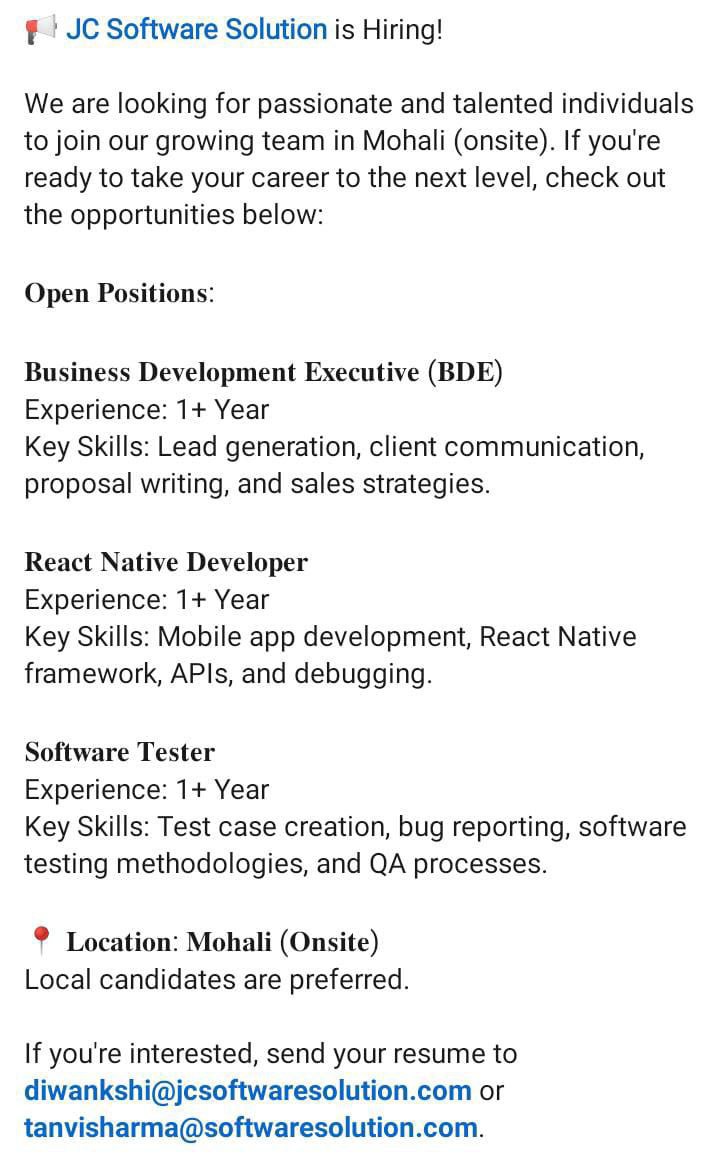 📢 JC Software Solution is Hiring!
We are looking for passionate and talented individuals
to join our growing team in Mohali (onsite). If you're
ready to take your career to the next level, check out
the opportunities below:
Open Positions:
Business Development Executive (BDE)
Experience: 1+ Year
Key Skills: Lead generation, client communication,
proposal writing, and sales strategies.
React Native Developer
Experience: 1+ Year
Key Skills: Mobile app development, React Native
framework, APIs, and debugging.
Software Tester
Experience: 1+ Year
Key Skills: Test case creation, bug reporting, software
testing methodologies, and QA processes.
📍 Location: Mohali (Onsite)
Local candidates are preferred.
If you're interested, send your resume to
diwankshi@jcsoftwaresolution.com or
tanvisharma@softwaresolution.com.